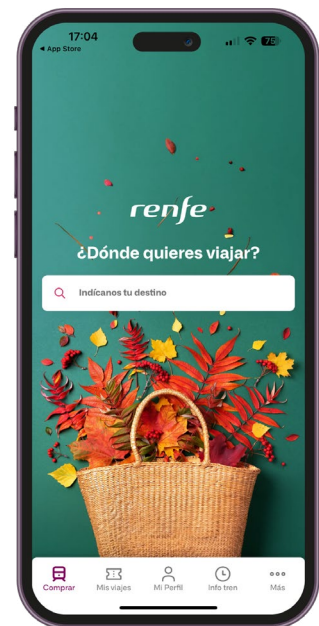 17:04
◀ App Store
75
renfe
¿Dónde quieres viajar?
Indícanos tu destino
Comprar
Mis viajes
Mi Perfil
Info tren
Más